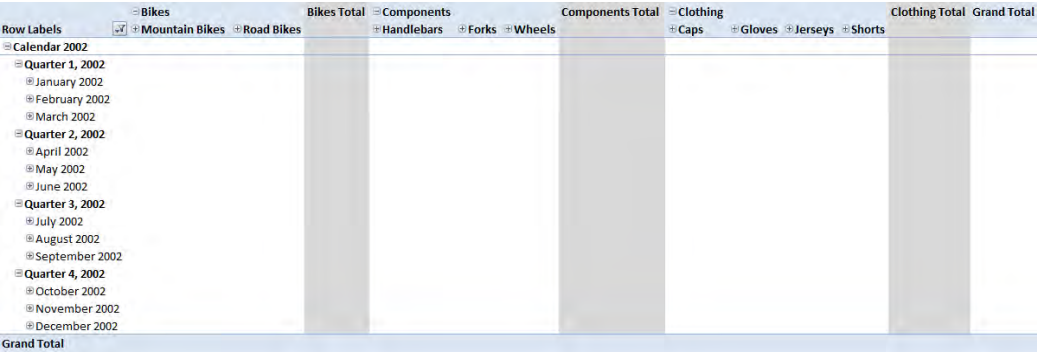 Bikes Bikes Total Components Components Total Clothing Clothing Total Grand Total
Row Labels Mountain Bikes Road Bikes Handlebars Forks Wheels Caps Gloves Jerseys Shorts
Calendar 2002
Quarter 1, 2002
January 2002
February 2002
March 2002
Quarter 2, 2002
April 2002
May 2002
June 2002
Quarter 3, 2002
July 2002
August 2002
September 2002
Quarter 4, 2002
October 2002
November 2002
December 2002
Grand Total